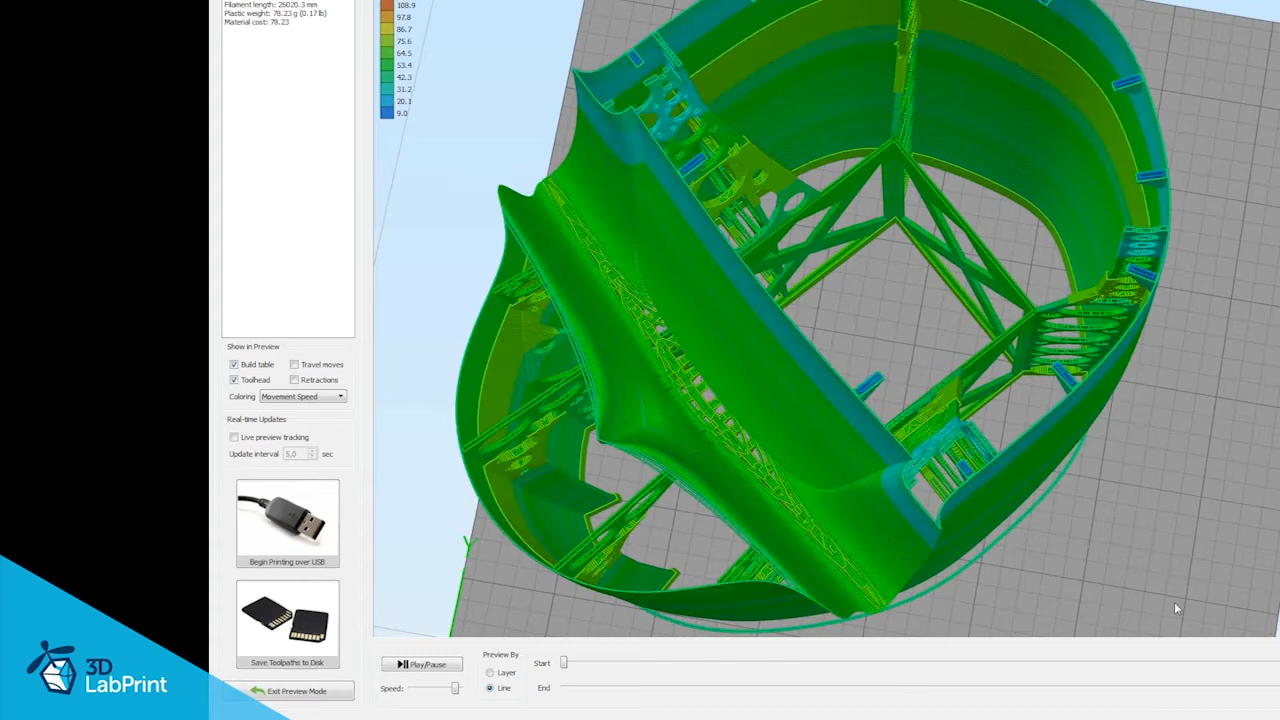 Filament length: 26020.3 mm
Plastic weight: 78.23 g (0.17 lb)
Material cost: 78.23
108.9
97.8
86.7
75.6
64.5
53.4
42.3
31.2
20.1
9.0
Show in Preview
Build table
Travel moves
Toolhead
Retractions
Coloring
Movement Speed
Real-time Updates
Live preview tracking
Update interval 5,0 sec
Begin Printing over USB
Save Toolpaths to Disk
Exit Preview Mode
Play/Pause
Speed:
Preview By
Layer
Line
Start
End
3D
LabPrint
Y